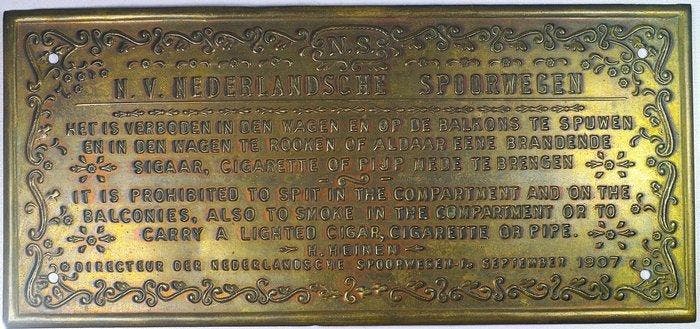 N.S.
N.V. NEDERLANDSCHE SPOORWEGEN
HET IS VERBODEN IN DEN WAGEN EN OP DE BALKONS TE SPUWEN
EN IN DEN WAGEN TE ROOKEN OF ALDAAR EENE BRANDENDE
SIGAAR, CIGARETTE OF PIJP MEDE TE BRENGEN
IT IS PROHIBITED TO SPIT IN THE COMPARTMENT AND ON THE
BALCONIES, ALSO TO SMOKE IN THE COMPARTMENT OR TO
CARRY A LIGHTED CIGAR, CIGARETTE OR PIPE.
H. HEINEN
DIRECTEUR DER NEDERLANDSCHE SPOORWEGEN-1e SEPTEMBER 1907